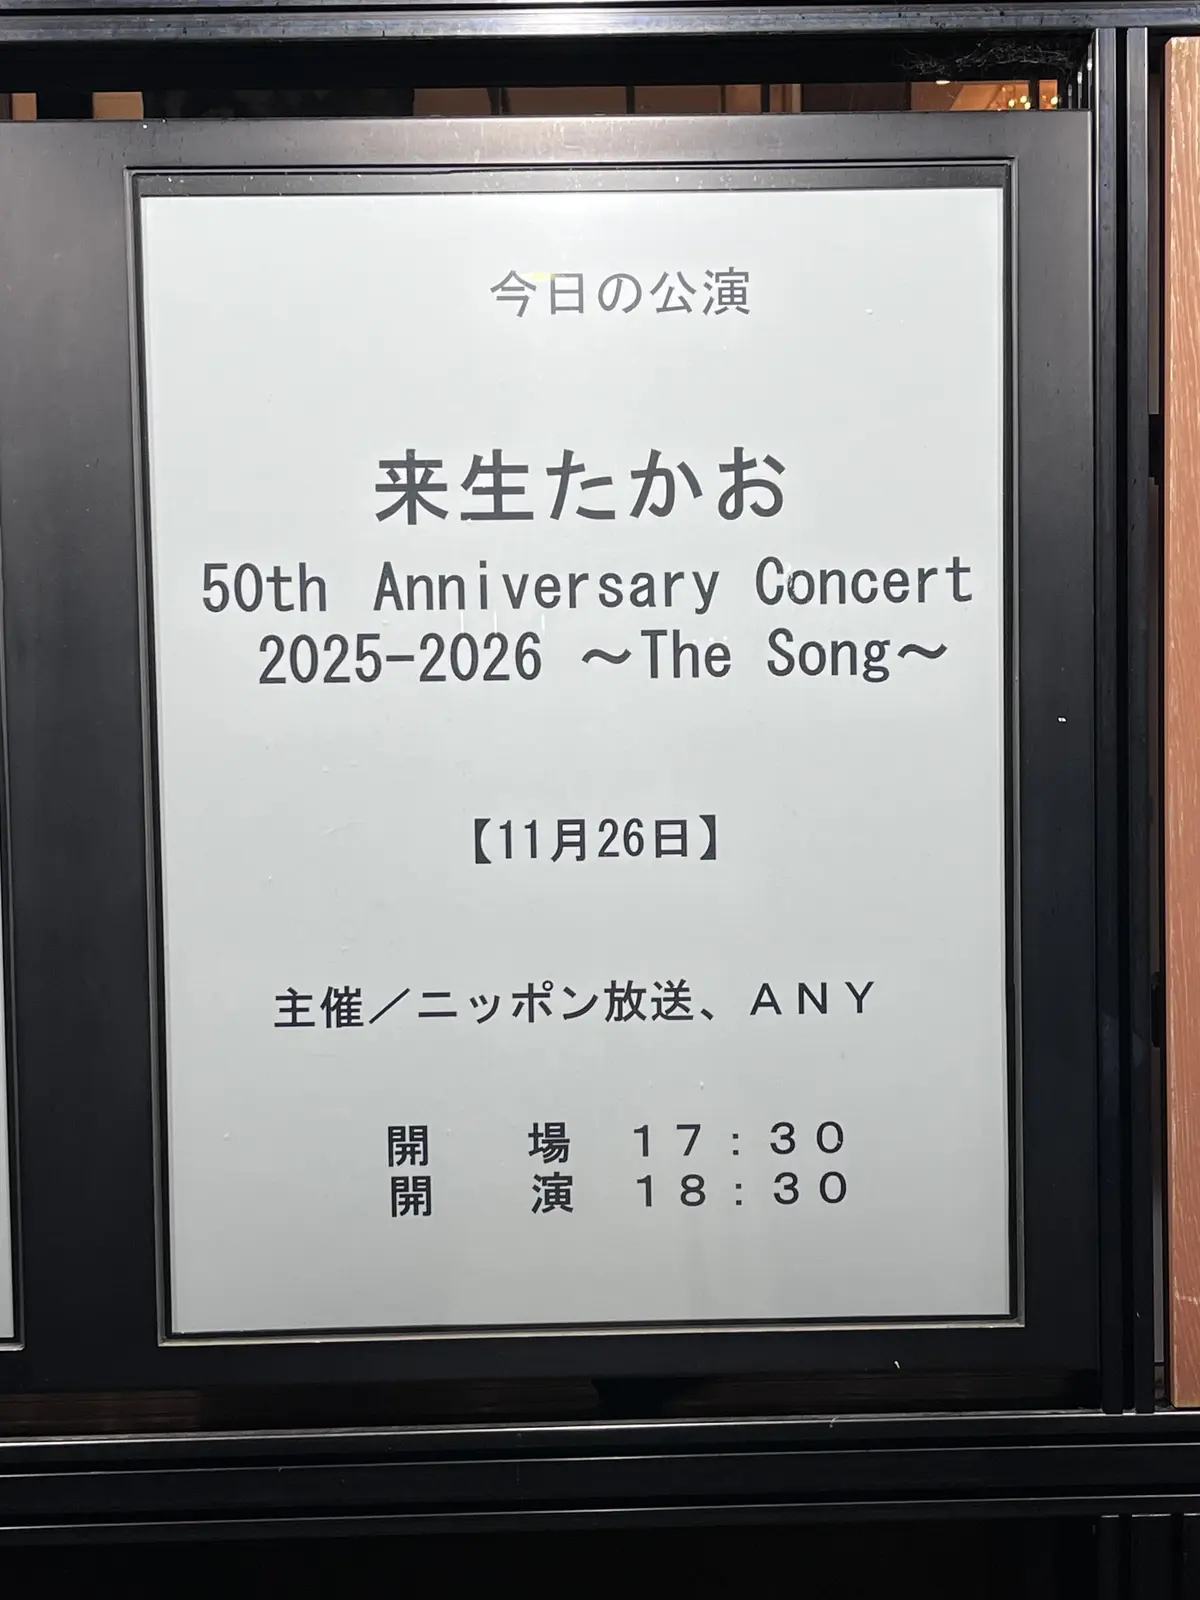 今日の公演
来生たかお
50th Anniversary Concert
2025-2026 ～The Song～
【11月26日】
主催／ニッポン放送、ＡＮＹ
開　　場　１７：３０
開　　演　１８：３０